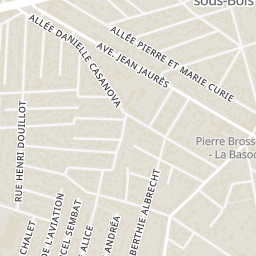 sous-Bois
ALLÉE PIERRE ET MARIE CURIE
ALLÉE DANIELLE CASANOVA
AVE. JEAN JAURÈS
RUE HENRI DOUILLOT
Pierre Bross
- La Basoc
BERTHIE ALBRECHT
CHALET
DE L'AVIATION
CEL SEMBAT
ALICE
ANDRÉA